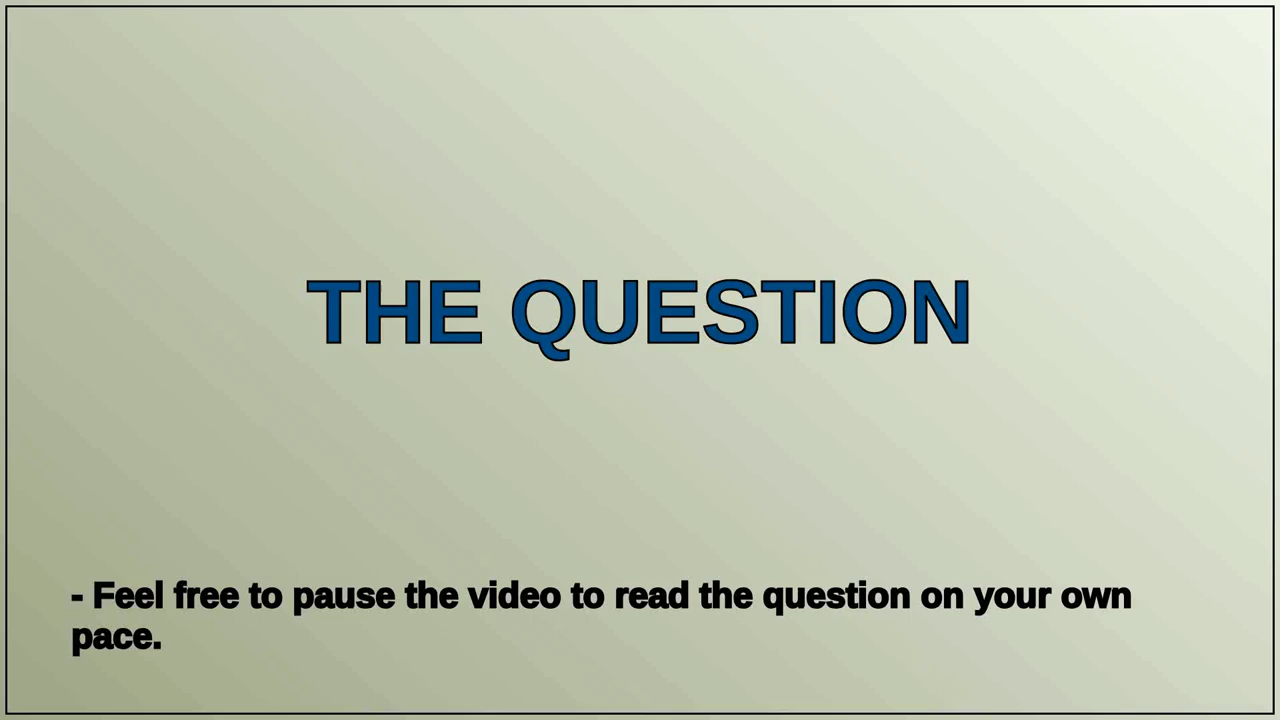 THE QUESTION
- Feel free to pause the video to read the question on your own
pace.